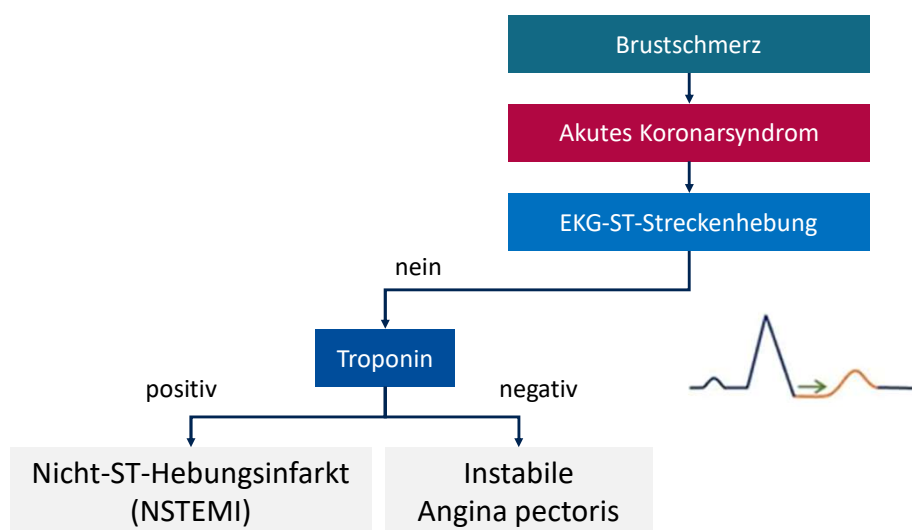 Brustschmerz
Akutes Koronarsyndrom
EKG-ST-Streckenhebung
nein
Troponin
positiv
negativ
Nicht-ST-Hebungsinfarkt
(NSTEMI)
Instabile
Angina pectoris